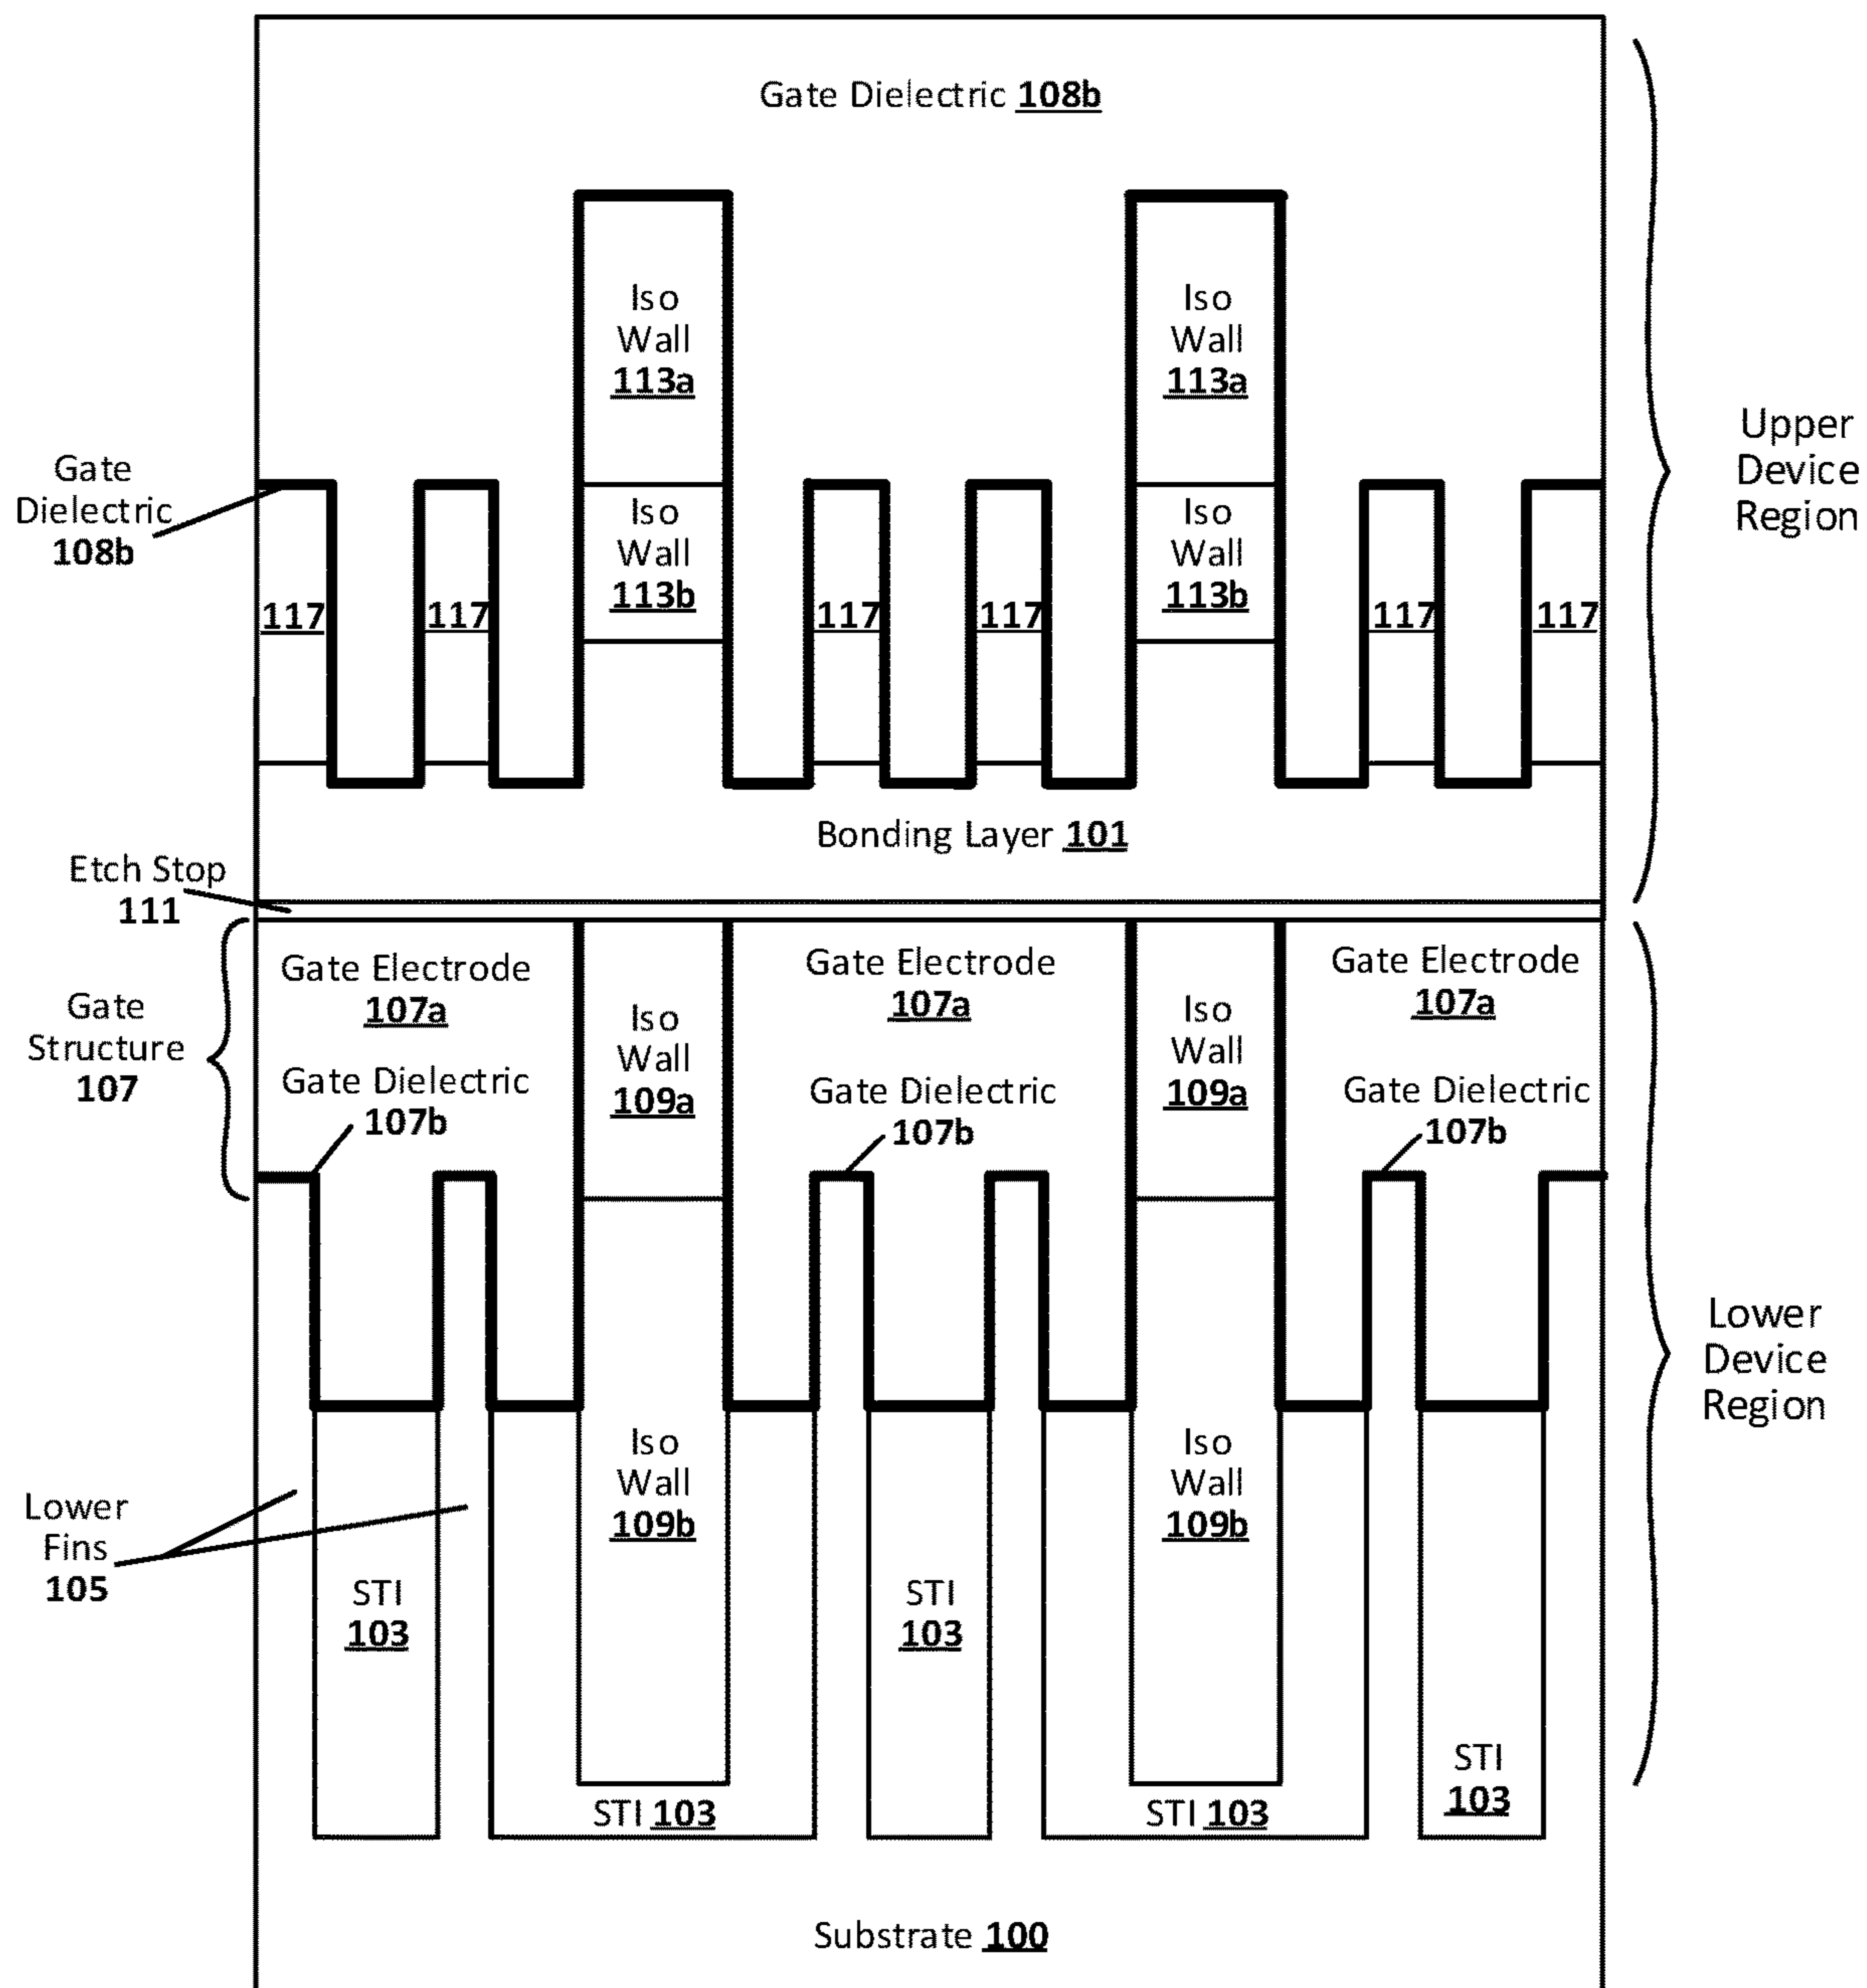 Gate Dielectric 108b
Iso
Wall
113a
Iso
Wall
113a
Upper
Device
Region
Gate
Dielectric
108b
Iso
Wall
113b
Iso
Wall
113b
117
117
117
117
117
117
Bonding Layer 101
Etch Stop
111
Gate Electrode
107a
Gate Electrode
107a
Gate Electrode
107a
Gate
Structure
107
Iso
Wall
109a
Iso
Wall
109a
Gate Dielectric
107b
Gate Dielectric
107b
Gate Dielectric
107b
Lower
Device
Region
Iso
Wall
109b
Iso
Wall
109b
Lower
Fins
105
STI
103
STI
103
STI
103
STI 103
STI 103
Substrate 100